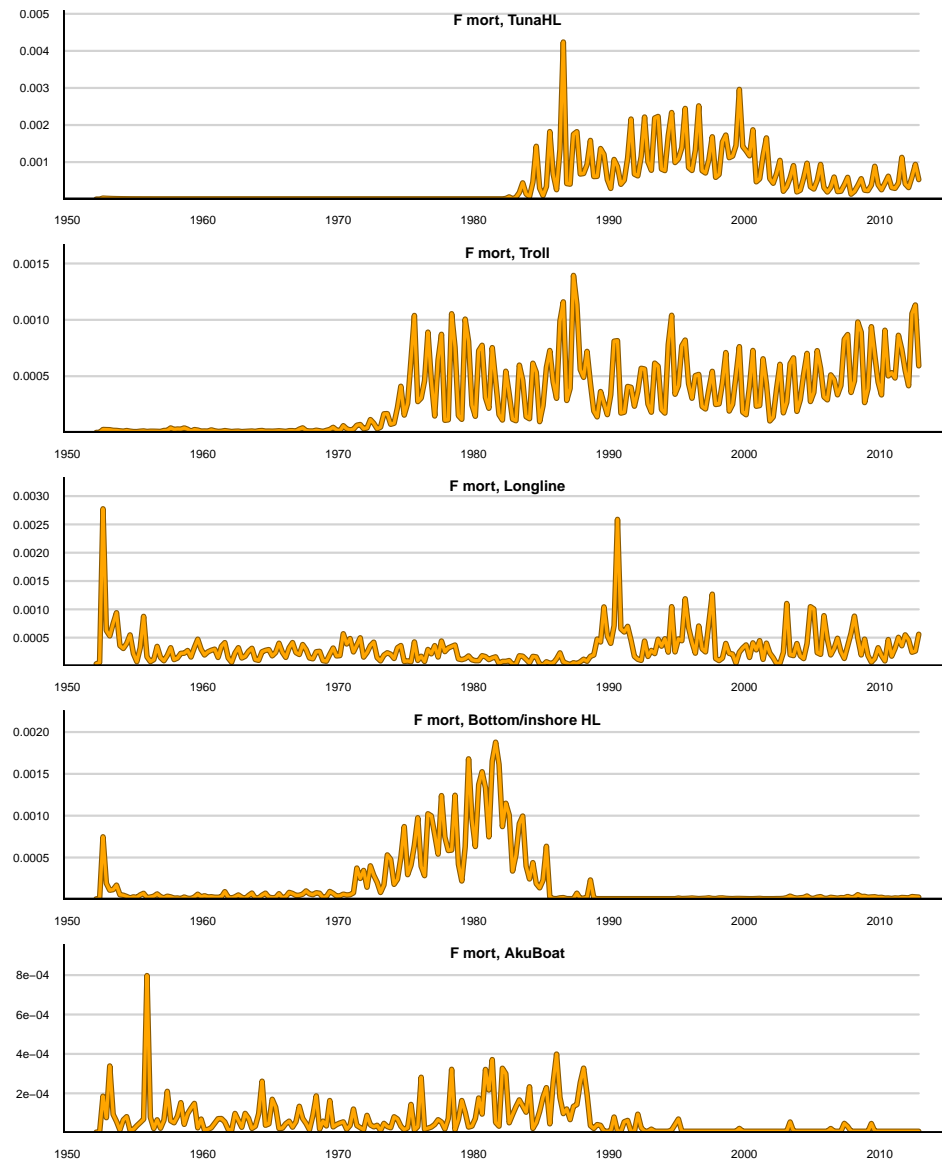 F mort, TunaHL
0.005
0.004
0.003
0.002
0.001
1950 1960 1970 1980 1990 2000 2010
F mort, Troll
0.0015
0.0010
0.0005
1950 1960 1970 1980 1990 2000 2010
F mort, Longline
0.0030
0.0025
0.0020
0.0015
0.0010
0.0005
1950 1960 1970 1980 1990 2000 2010
F mort, Bottom/inshore HL
0.0020
0.0015
0.0010
0.0005
1950 1960 1970 1980 1990 2000 2010
F mort, AkuBoat
8e−04
6e−04
4e−04
2e−04
1950 1960 1970 1980 1990 2000 2010